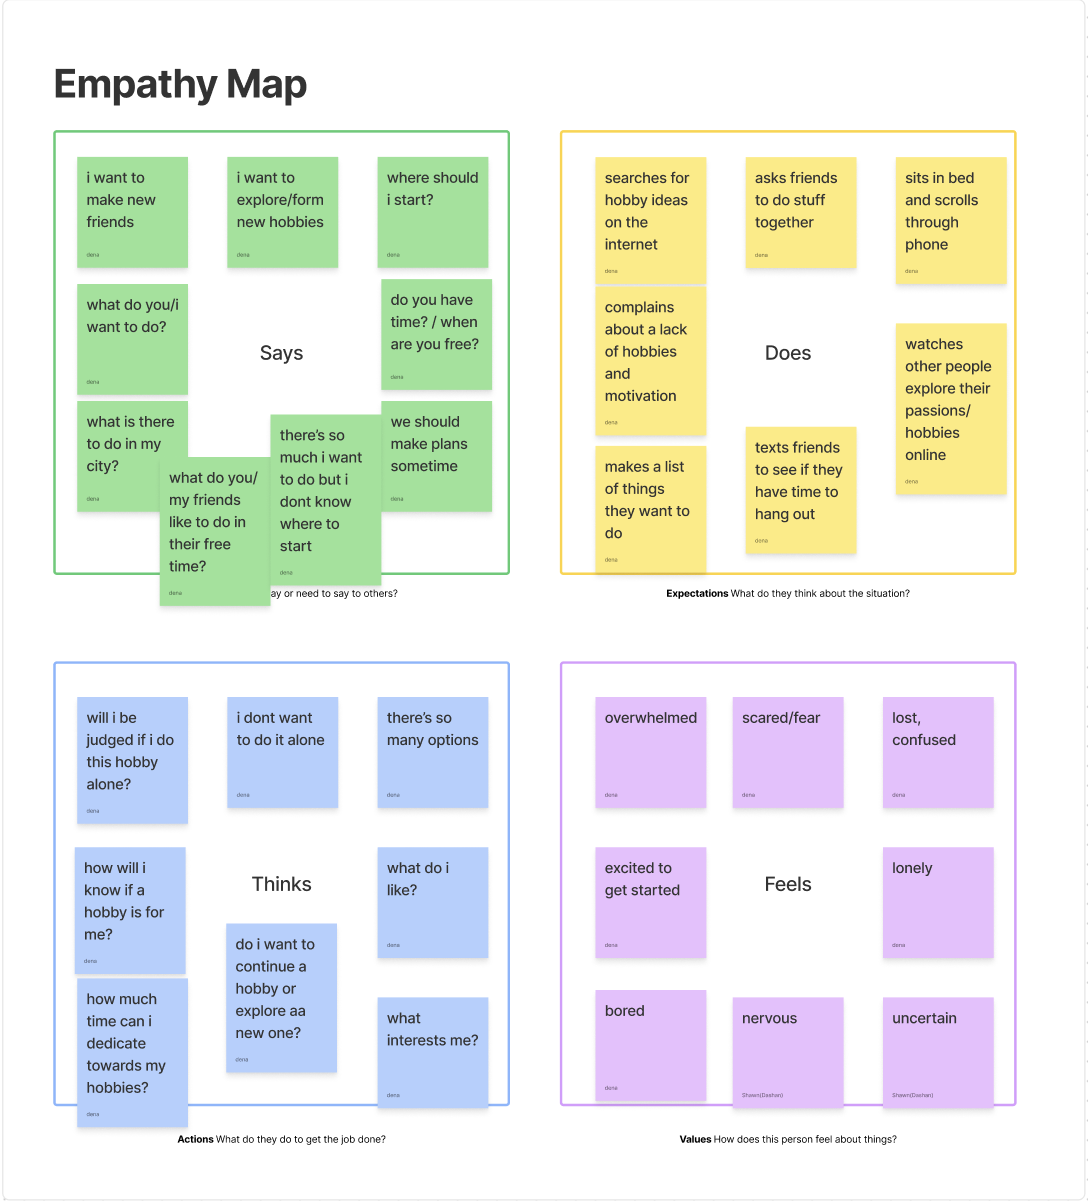 Empathy Map
i want to
make new
friends
dena
i want to
explore/form
new hobbies
dena
where should
i start?
dena
what do you/i
want to do?
dena
Says
do you have
time? / when
are you free?
dena
what is there
to do in my
city?
dena
what do you/
my friends
like to do in
their free
time?
dena
there's so
much i want
to do but i
dont know
where to
start
dena
we should
make plans
sometime
dena
ay or need to say to others?
searches for
hobby ideas
on the
internet
dena
asks friends
to do stuff
together
dena
sits in bed
and scrolls
through
phone
dena
complains
about a lack
of hobbies
and
motivation
dena
Does
watches
other people
explore their
passions/
hobbies
online
dena
makes a list
of things
they want to
do
dena
texts friends
to see if they
have time to
hang out
dena
Expectations What do they think about the situation?
will i be
judged if i do
this hobby
alone?
dena
i dont want
to do it alone
dena
there's so
many options
dena
how will i
know if a
hobby is for
me?
dena
Thinks
what do i
like?
dena
how much
time can i
dedicate
towards my
hobbies?
dena
do i want to
continue a
hobby or
explore aa
new one?
dena
what
interests me?
dena
Actions What do they do to get the job done?
overwhelmed
dena
scared/fear
dena
lost,
confused
dena
excited to
get started
dena
Feels
lonely
dena
bored
dena
nervous
Shawn(Dashan)
uncertain
Shawn(Dashan)
Values How does this person feel about things?